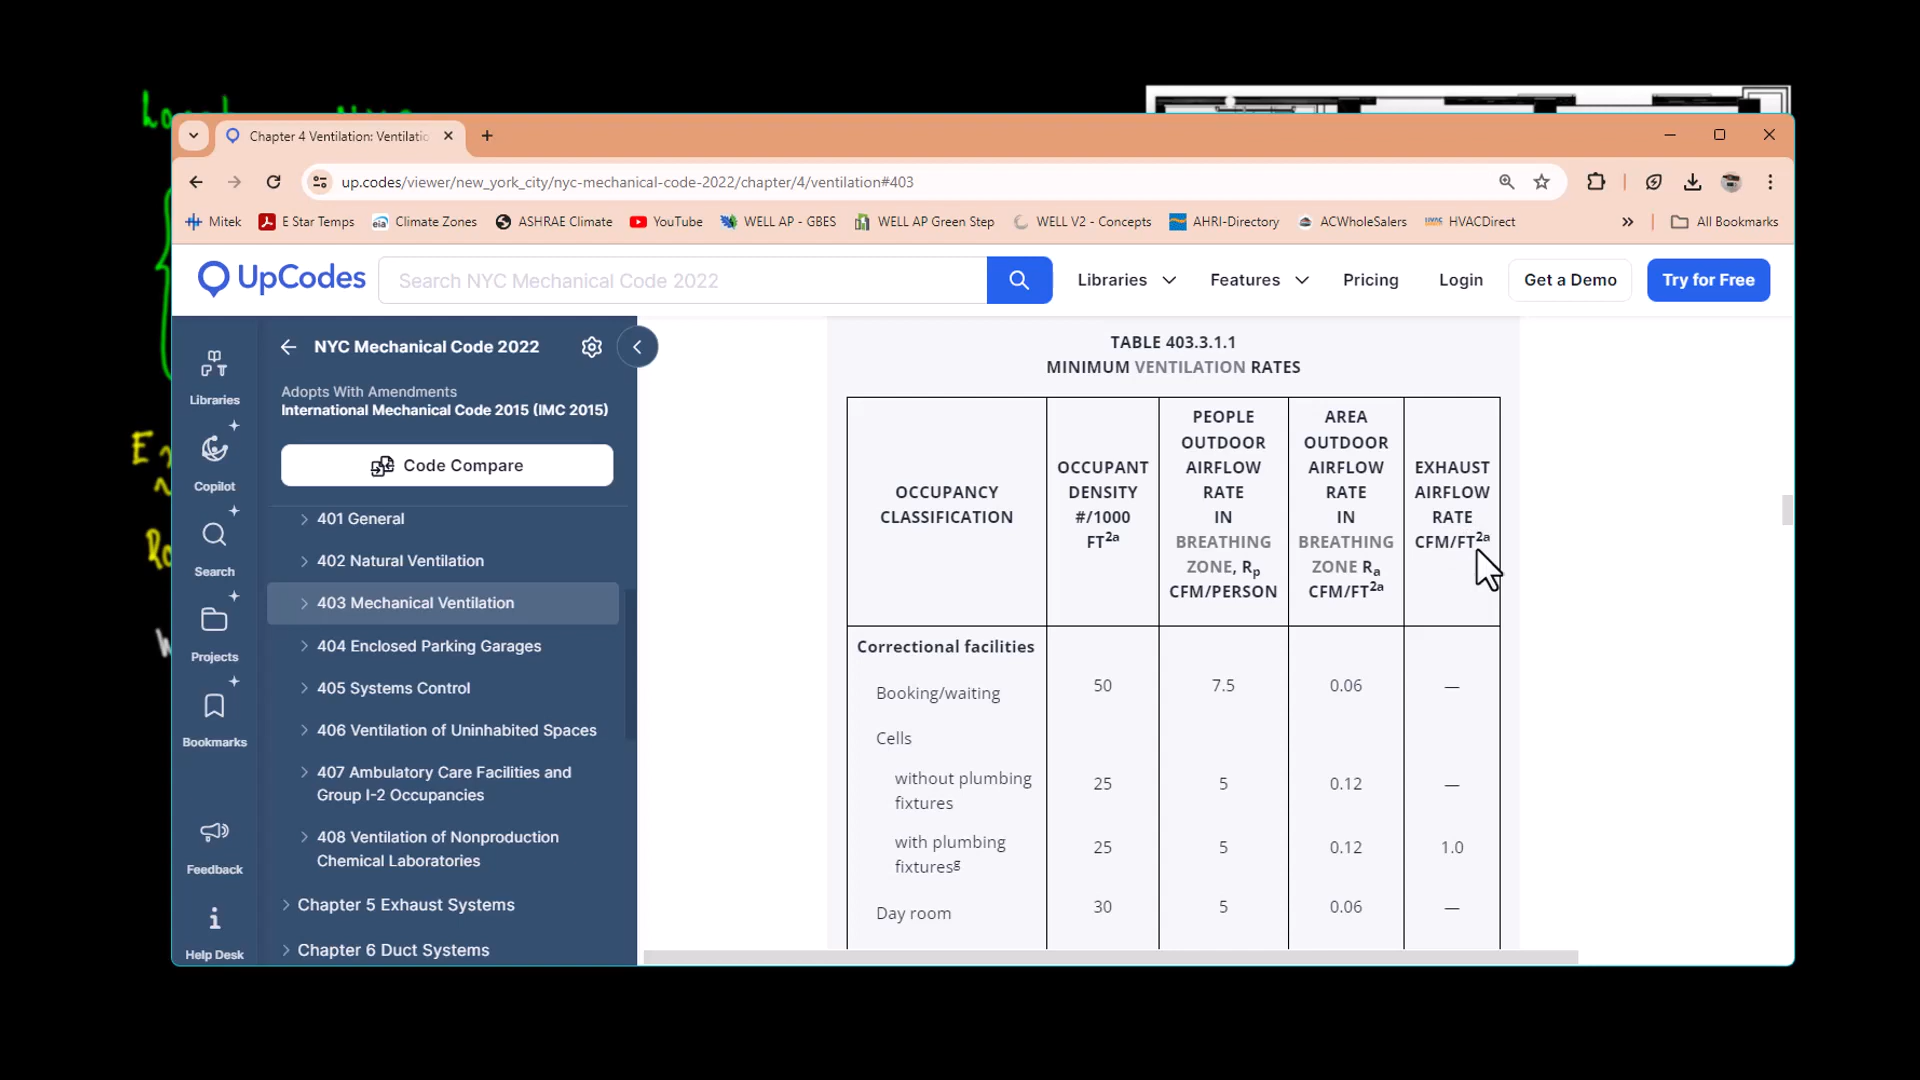 Chapter 4 Ventilation: Ventilatio
up.codes/viewer/new_york_city/nyc-mechanical-code-2022/chapter/4/ventilation#403
Mitek
E Star Temps
eia
Climate Zones
ASHRAE Climate
YouTube
WELL AP - GBES
WELL AP Green Step
WELL V2 - Concepts
AHRI-Directory
ACWholeSalers
HVACDirect
All Bookmarks
UpCodes
Search NYC Mechanical Code 2022
Libraries
Features
Pricing
Login
Get a Demo
Try for Free
Libraries
Copilot
Search
Projects
Bookmarks
Feedback
Help Desk
NYC Mechanical Code 2022
Adopts With Amendments
International Mechanical Code 2015 (IMC 2015)
Code Compare
401 General
402 Natural Ventilation
403 Mechanical Ventilation
404 Enclosed Parking Garages
405 Systems Control
406 Ventilation of Uninhabited Spaces
407 Ambulatory Care Facilities and
Group I-2 Occupancies
408 Ventilation of Nonproduction
Chemical Laboratories
Chapter 5 Exhaust Systems
Chapter 6 Duct Systems
TABLE 403.3.1.1
MINIMUM VENTILATION RATES
OCCUPANCY
CLASSIFICATION
OCCUPANT
DENSITY
#/1000
FT2a
PEOPLE
OUTDOOR
AIRFLOW
RATE
IN
BREATHING
ZONE, Rp
CFM/PERSON
AREA
OUTDOOR
AIRFLOW
RATE
IN
BREATHING
ZONE Ra
CFM/FT2a
EXHAUST
AIRFLOW
RATE
CFM/FT2a
Correctional facilities
Booking/waiting 50 7.5 0.06 —
Cells
without plumbing
fixtures 25 5 0.12 —
with plumbing
fixturesg 25 5 0.12 1.0
Day room 30 5 0.06 —